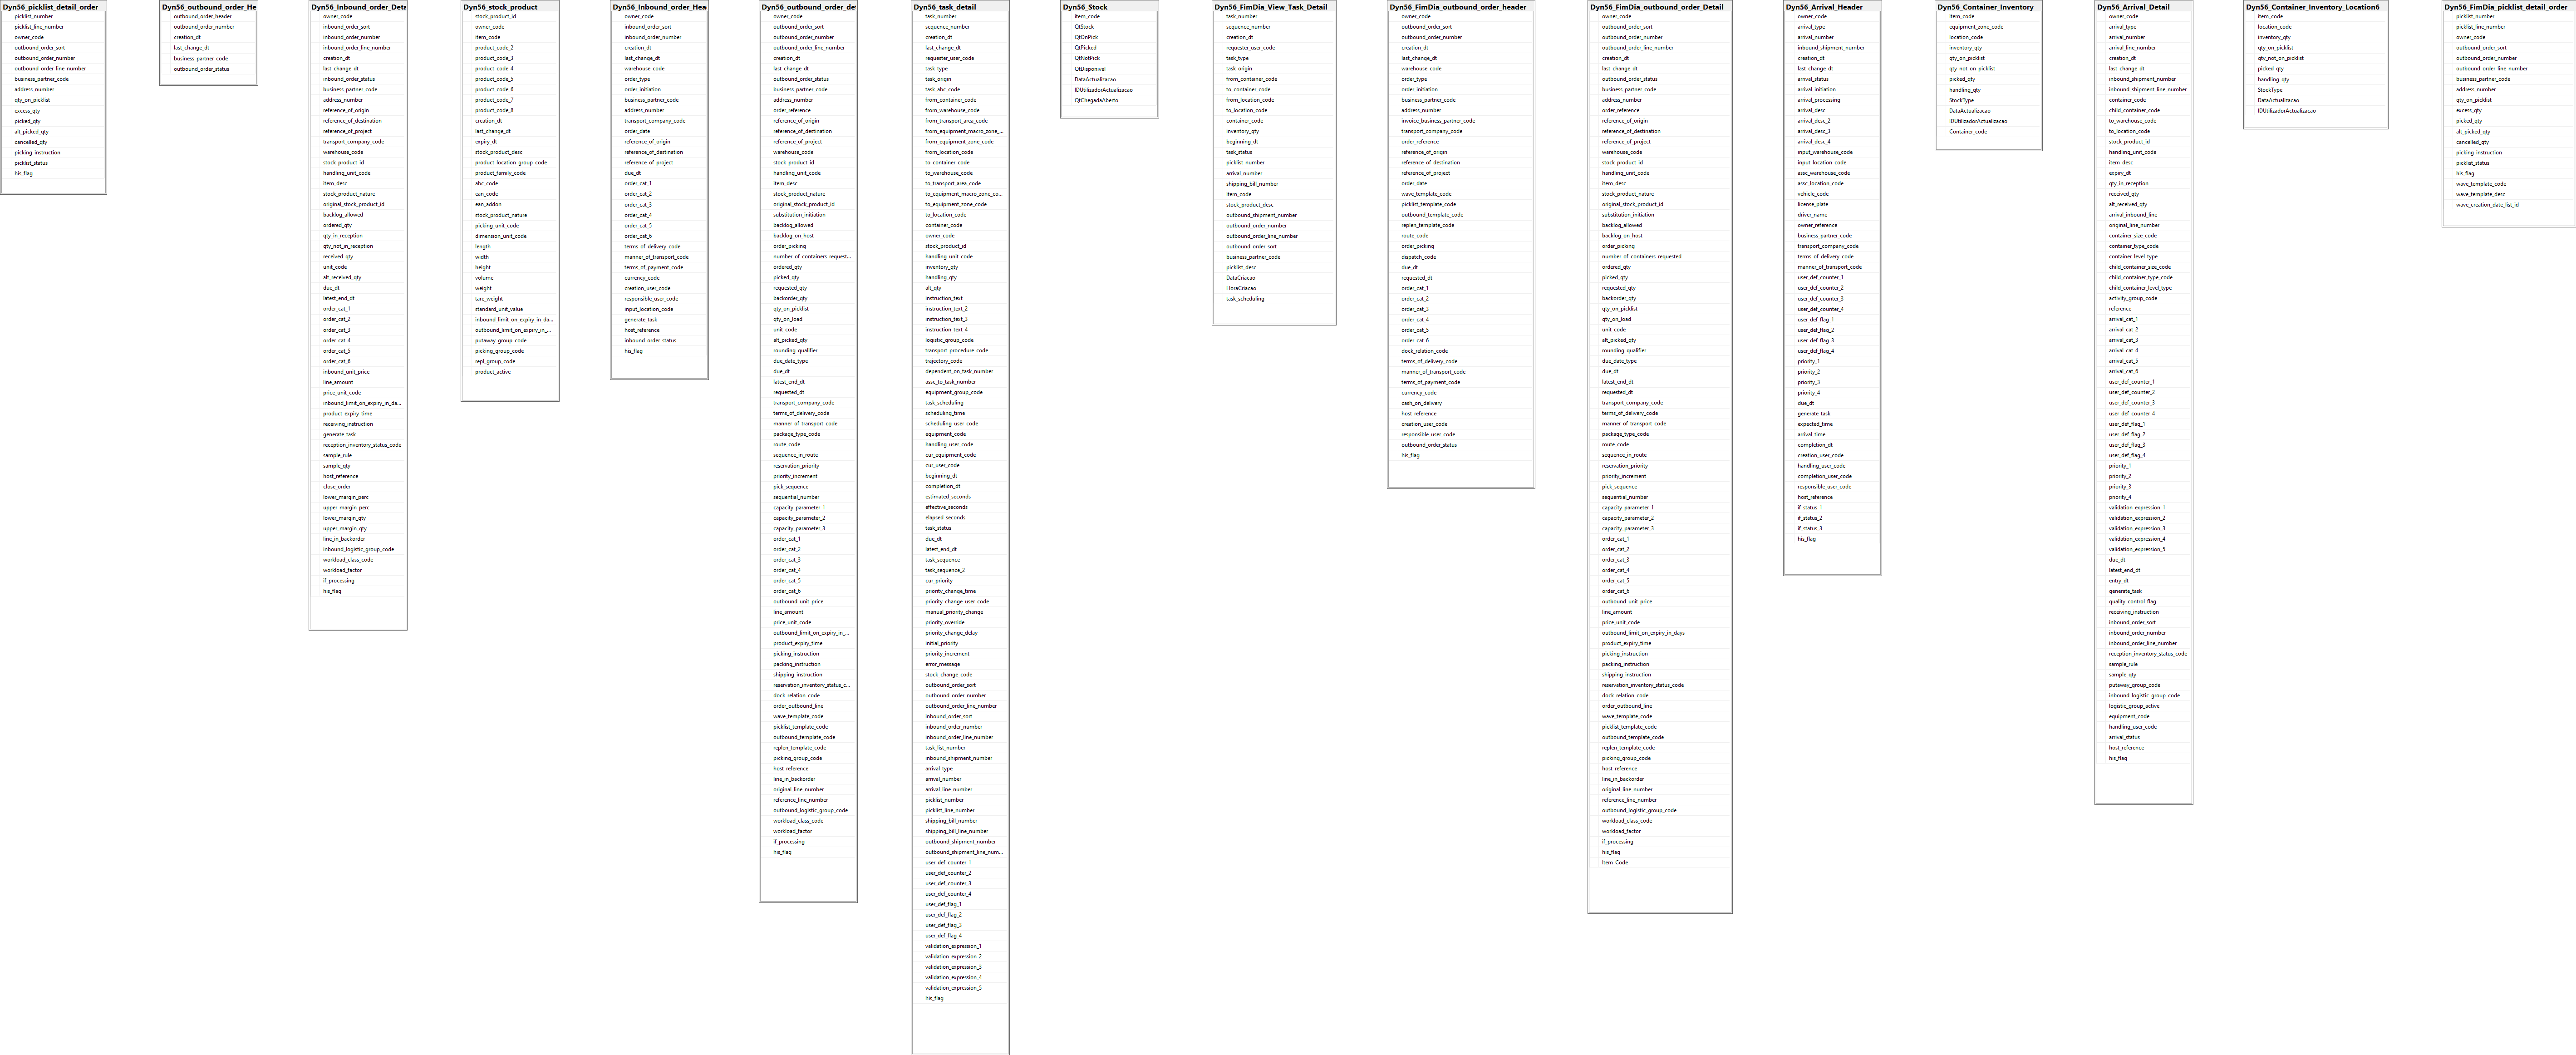 Dyn56_picklist_detail_order
picklist_number
picklist_line_number
owner_code
outbound_order_sort
outbound_order_number
outbound_order_line_number
business_partner_code
address_number
qty_on_picklist
excess_qty
picked_qty
alt_picked_qty
cancelled_qty
picking_instruction
picklist_status
his_flag
Dyn56_outbound_order_He
outbound_order_header
outbound_order_number
creation_dt
last_change_dt
business_partner_code
outbound_order_status
Dyn56_Inbound_order_Deta
owner_code
inbound_order_sort
inbound_order_number
inbound_order_line_number
creation_dt
last_change_dt
inbound_order_status
business_partner_code
address_number
reference_of_origin
reference_of_destination
reference_of_project
transport_company_code
warehouse_code
stock_product_id
handling_unit_code
item_desc
stock_product_nature
original_stock_product_id
backlog_allowed
ordered_qty
qty_in_reception
qty_not_in_reception
received_qty
unit_code
alt_received_qty
due_dt
latest_end_dt
order_cat_1
order_cat_2
order_cat_3
order_cat_4
order_cat_5
order_cat_6
inbound_unit_price
line_amount
price_unit_code
inbound_limit_on_expiry_in_da...
product_expiry_time
receiving_instruction
generate_task
reception_inventory_status_code
sample_rule
sample_qty
host_reference
close_order
lower_margin_perc
upper_margin_perc
lower_margin_qty
upper_margin_qty
line_in_backorder
inbound_logistic_group_code
workload_class_code
workload_factor
if_processing
his_flag
Dyn56_stock_product
stock_product_id
owner_code
item_code
product_code_2
product_code_3
product_code_4
product_code_5
product_code_6
product_code_7
product_code_8
creation_dt
last_change_dt
expiry_dt
stock_product_desc
product_location_group_code
product_family_code
abc_code
ean_code
ean_addon
stock_product_nature
picking_unit_code
dimension_unit_code
length
width
height
volume
weight
tare_weight
standard_unit_value
inbound_limit_on_expiry_in_da...
outbound_limit_on_expiry_in_...
putaway_group_code
picking_group_code
repl_group_code
product_active
Dyn56_Inbound_order_Head
owner_code
inbound_order_sort
inbound_order_number
creation_dt
last_change_dt
warehouse_code
order_type
order_initiation
business_partner_code
address_number
transport_company_code
order_date
reference_of_origin
reference_of_destination
reference_of_project
due_dt
order_cat_1
order_cat_2
order_cat_3
order_cat_4
order_cat_5
order_cat_6
terms_of_delivery_code
manner_of_transport_code
terms_of_payment_code
currency_code
creation_user_code
responsible_user_code
input_location_code
generate_task
host_reference
inbound_order_status
his_flag
Dyn56_outbound_order_de
owner_code
outbound_order_sort
outbound_order_number
outbound_order_line_number
creation_dt
last_change_dt
outbound_order_status
business_partner_code
address_number
order_reference
reference_of_origin
reference_of_destination
reference_of_project
warehouse_code
stock_product_id
handling_unit_code
item_desc
stock_product_nature
original_stock_product_id
substitution_initiation
backlog_allowed
backlog_on_host
order_picking
number_of_containers_request...
ordered_qty
picked_qty
requested_qty
backorder_qty
qty_on_picklist
qty_on_load
unit_code
alt_picked_qty
rounding_qualifier
due_date_type
due_dt
latest_end_dt
requested_dt
transport_company_code
terms_of_delivery_code
manner_of_transport_code
package_type_code
route_code
sequence_in_route
reservation_priority
priority_increment
pick_sequence
sequential_number
capacity_parameter_1
capacity_parameter_2
capacity_parameter_3
order_cat_1
order_cat_2
order_cat_3
order_cat_4
order_cat_5
order_cat_6
outbound_unit_price
line_amount
price_unit_code
outbound_limit_on_expiry_in_...
product_expiry_time
picking_instruction
packing_instruction
shipping_instruction
reservation_inventory_status_c...
dock_relation_code
order_outbound_line
wave_template_code
picklist_template_code
outbound_template_code
replen_template_code
picking_group_code
host_reference
line_in_backorder
original_line_number
reference_line_number
outbound_logistic_group_code
workload_class_code
workload_factor
if_processing
his_flag
Dyn56_task_detail
task_number
sequence_number
creation_dt
last_change_dt
requester_user_code
task_type
task_origin
task_abc_code
from_container_code
from_warehouse_code
from_transport_area_code
from_equipment_macro_zone_...
from_equipment_zone_code
from_location_code
to_container_code
to_warehouse_code
to_transport_area_code
to_equipment_macro_zone_co...
to_equipment_zone_code
to_location_code
container_code
owner_code
stock_product_id
handling_unit_code
inventory_qty
handling_qty
alt_qty
instruction_text
instruction_text_2
instruction_text_3
instruction_text_4
logistic_group_code
transport_procedure_code
trajectory_code
dependent_on_task_number
assc_to_task_number
equipment_group_code
task_scheduling
scheduling_time
scheduling_user_code
equipment_code
handling_user_code
cur_equipment_code
cur_user_code
beginning_dt
completion_dt
estimated_seconds
effective_seconds
elapsed_seconds
task_status
due_dt
latest_end_dt
task_sequence
task_sequence_2
cur_priority
priority_change_time
priority_change_user_code
manual_priority_change
priority_override
priority_change_delay
initial_priority
priority_increment
error_message
stock_change_code
outbound_order_sort
outbound_order_number
outbound_order_line_number
inbound_order_sort
inbound_order_number
inbound_order_line_number
task_list_number
inbound_shipment_number
arrival_type
arrival_number
arrival_line_number
picklist_number
picklist_line_number
shipping_bill_number
shipping_bill_line_number
outbound_shipment_number
outbound_shipment_line_num...
user_def_counter_1
user_def_counter_2
user_def_counter_3
user_def_counter_4
user_def_flag_1
user_def_flag_2
user_def_flag_3
user_def_flag_4
validation_expression_1
validation_expression_2
validation_expression_3
validation_expression_4
validation_expression_5
his_flag
Dyn56_Stock
item_code
QtStock
QtOnPick
QtPicked
QtNotPick
QtDisponivel
DataActualizacao
IDUtilizadorActualizacao
QtChegadaAberto
Dyn56_FimDia_View_Task_Detail
task_number
sequence_number
creation_dt
requester_user_code
task_type
task_origin
from_container_code
to_container_code
from_location_code
to_location_code
container_code
inventory_qty
beginning_dt
task_status
picklist_number
arrival_number
shipping_bill_number
item_code
stock_product_desc
outbound_shipment_number
outbound_order_number
outbound_order_line_number
outbound_order_sort
business_partner_code
picklist_desc
DataCriacao
HoraCriacao
task_scheduling
Dyn56_FimDia_outbound_order_header
owner_code
outbound_order_sort
outbound_order_number
creation_dt
last_change_dt
warehouse_code
order_type
order_initiation
business_partner_code
address_number
invoice_business_partner_code
transport_company_code
order_reference
reference_of_origin
reference_of_destination
reference_of_project
order_date
wave_template_code
picklist_template_code
outbound_template_code
replen_template_code
route_code
order_picking
dispatch_code
due_dt
requested_dt
order_cat_1
order_cat_2
order_cat_3
order_cat_4
order_cat_5
order_cat_6
dock_relation_code
terms_of_delivery_code
manner_of_transport_code
terms_of_payment_code
currency_code
cash_on_delivery
host_reference
creation_user_code
responsible_user_code
outbound_order_status
his_flag
Dyn56_FimDia_outbound_order_Detail
owner_code
outbound_order_sort
outbound_order_number
outbound_order_line_number
creation_dt
last_change_dt
outbound_order_status
business_partner_code
address_number
order_reference
reference_of_origin
reference_of_destination
reference_of_project
warehouse_code
stock_product_id
handling_unit_code
item_desc
stock_product_nature
original_stock_product_id
substitution_initiation
backlog_allowed
backlog_on_host
order_picking
number_of_containers_requested
ordered_qty
picked_qty
requested_qty
backorder_qty
qty_on_picklist
qty_on_load
unit_code
alt_picked_qty
rounding_qualifier
due_date_type
due_dt
latest_end_dt
requested_dt
transport_company_code
terms_of_delivery_code
manner_of_transport_code
package_type_code
route_code
sequence_in_route
reservation_priority
priority_increment
pick_sequence
sequential_number
capacity_parameter_1
capacity_parameter_2
capacity_parameter_3
order_cat_1
order_cat_2
order_cat_3
order_cat_4
order_cat_5
order_cat_6
outbound_unit_price
line_amount
price_unit_code
outbound_limit_on_expiry_in_days
product_expiry_time
picking_instruction
packing_instruction
shipping_instruction
reservation_inventory_status_code
dock_relation_code
order_outbound_line
wave_template_code
picklist_template_code
outbound_template_code
replen_template_code
picking_group_code
host_reference
line_in_backorder
original_line_number
reference_line_number
outbound_logistic_group_code
workload_class_code
workload_factor
if_processing
his_flag
Item_Code
Dyn56_Arrival_Header
owner_code
arrival_type
arrival_number
inbound_shipment_number
creation_dt
last_change_dt
arrival_status
arrival_initiation
arrival_processing
arrival_desc
arrival_desc_2
arrival_desc_3
arrival_desc_4
input_warehouse_code
input_location_code
assc_warehouse_code
assc_location_code
vehicle_code
license_plate
driver_name
owner_reference
business_partner_code
transport_company_code
terms_of_delivery_code
manner_of_transport_code
user_def_counter_1
user_def_counter_2
user_def_counter_3
user_def_counter_4
user_def_flag_1
user_def_flag_2
user_def_flag_3
user_def_flag_4
priority_1
priority_2
priority_3
priority_4
due_dt
generate_task
expected_time
arrival_time
completion_dt
creation_user_code
handling_user_code
completion_user_code
responsible_user_code
host_reference
if_status_1
if_status_2
if_status_3
his_flag
Dyn56_Container_Inventory
item_code
equipment_zone_code
location_code
inventory_qty
qty_on_picklist
qty_not_on_picklist
picked_qty
handling_qty
StockType
DataActualizacao
IDUtilizadorActualizacao
Container_code
Dyn56_Arrival_Detail
owner_code
arrival_type
arrival_number
arrival_line_number
creation_dt
last_change_dt
inbound_shipment_number
inbound_shipment_line_number
container_code
child_container_code
to_warehouse_code
to_location_code
stock_product_id
handling_unit_code
item_desc
expiry_dt
qty_in_reception
received_qty
alt_received_qty
arrival_inbound_line
original_line_number
container_size_code
container_type_code
container_level_type
child_container_size_code
child_container_type_code
child_container_level_type
activity_group_code
reference
arrival_cat_1
arrival_cat_2
arrival_cat_3
arrival_cat_4
arrival_cat_5
arrival_cat_6
user_def_counter_1
user_def_counter_2
user_def_counter_3
user_def_counter_4
user_def_flag_1
user_def_flag_2
user_def_flag_3
user_def_flag_4
priority_1
priority_2
priority_3
priority_4
validation_expression_1
validation_expression_2
validation_expression_3
validation_expression_4
validation_expression_5
due_dt
latest_end_dt
entry_dt
generate_task
quality_control_flag
receiving_instruction
inbound_order_sort
inbound_order_number
inbound_order_line_number
reception_inventory_status_code
sample_rule
sample_qty
putaway_group_code
inbound_logistic_group_code
logistic_group_active
equipment_code
handling_user_code
arrival_status
host_reference
his_flag
Dyn56_Container_Inventory_Location6
item_code
location_code
inventory_qty
qty_on_picklist
qty_not_on_picklist
picked_qty
handling_qty
StockType
DataActualizacao
IDUtilizadorActualizacao
Dyn56_FimDia_picklist_detail_order
picklist_number
picklist_line_number
owner_code
outbound_order_sort
outbound_order_number
outbound_order_line_number
business_partner_code
address_number
qty_on_picklist
excess_qty
picked_qty
alt_picked_qty
cancelled_qty
picking_instruction
picklist_status
his_flag
wave_template_code
wave_template_desc
wave_creation_date_list_id